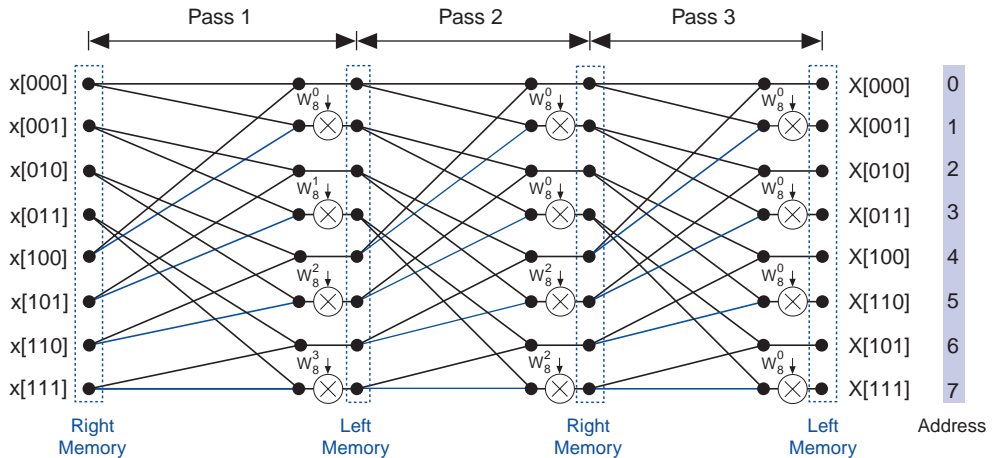 Pass 1 Pass 2 Pass 3
x[000] W₈⁰ W₈⁰ W₈⁰ X[000] 0
x[001] X[001] 1
x[010] W₈¹ W₈⁰ W₈⁰ X[010] 2
x[011] X[011] 3
x[100] W₈² W₈² W₈⁰ X[100] 4
x[101] X[110] 5
x[110] W₈³ W₈² W₈⁰ X[101] 6
x[111] X[111] 7
Right Memory Left Memory Right Memory Left Memory Address